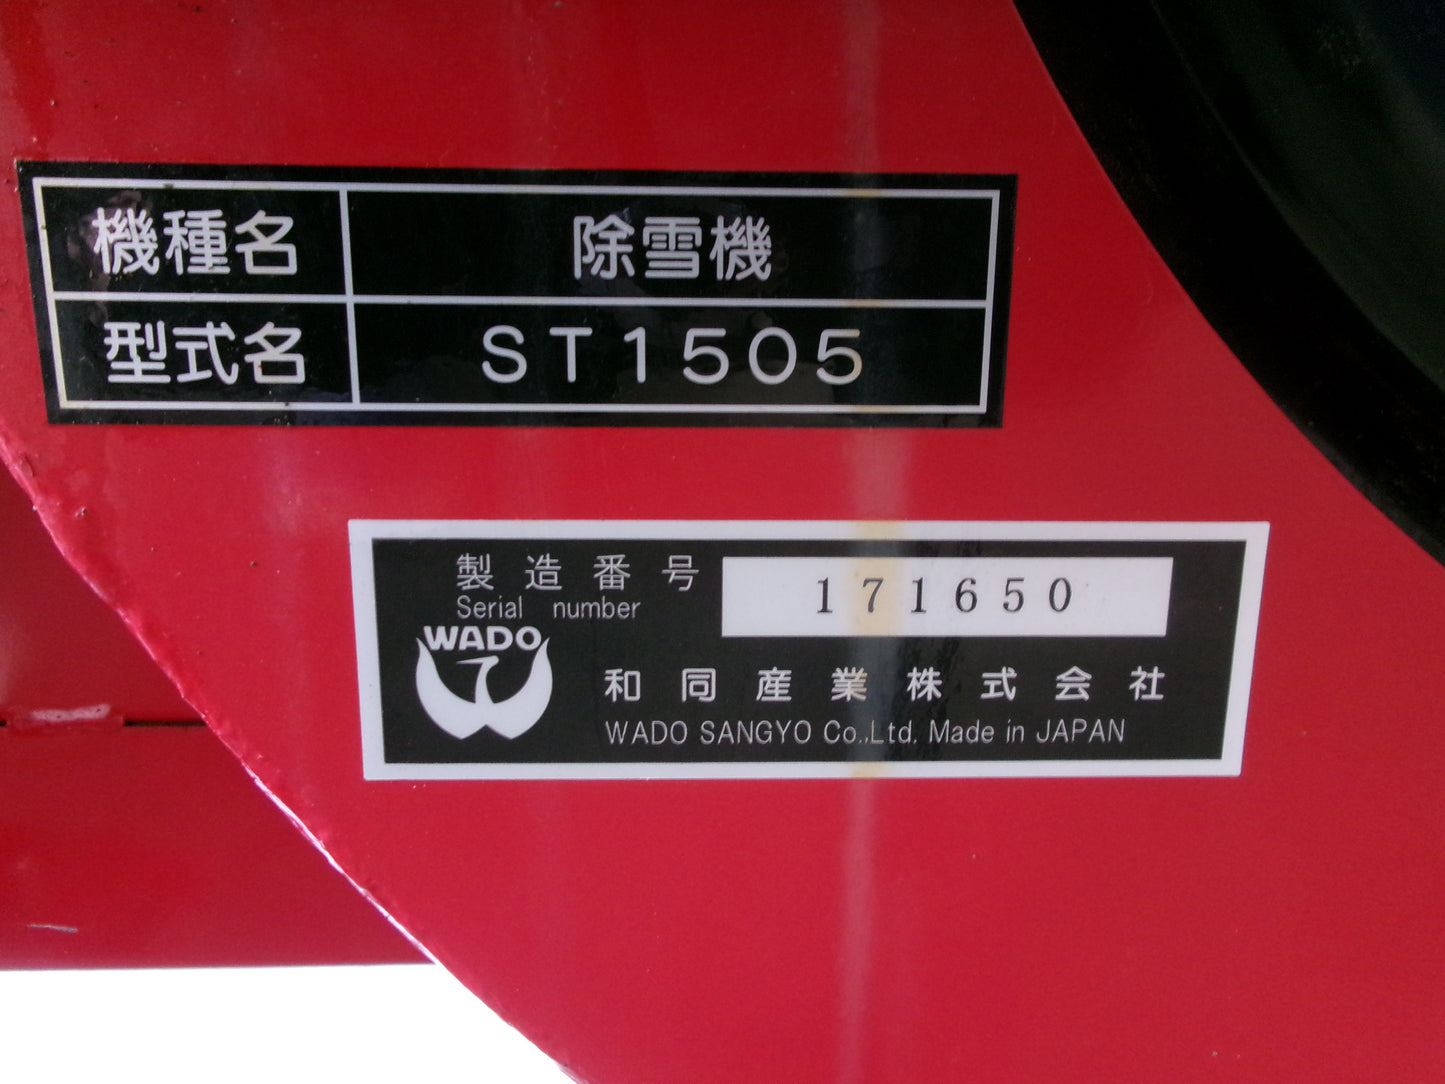 機種名 除雪機
型式名 ST1505
製造番号 171650
Serial number
WADO
和同産業株式会社
WADO SANGYO Co.,Ltd. Made in JAPAN